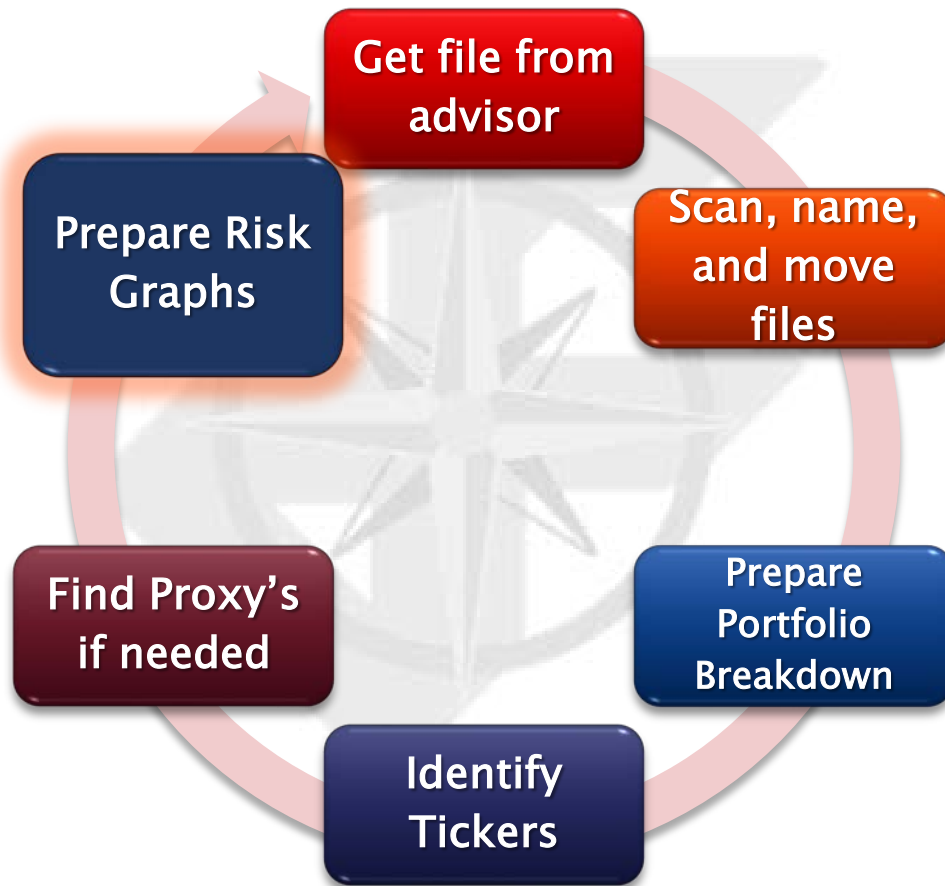 Get file from
advisor
Scan, name,
and move
files
Prepare
Portfolio
Breakdown
Identify
Tickers
Find Proxy’s
if needed
Prepare Risk
Graphs